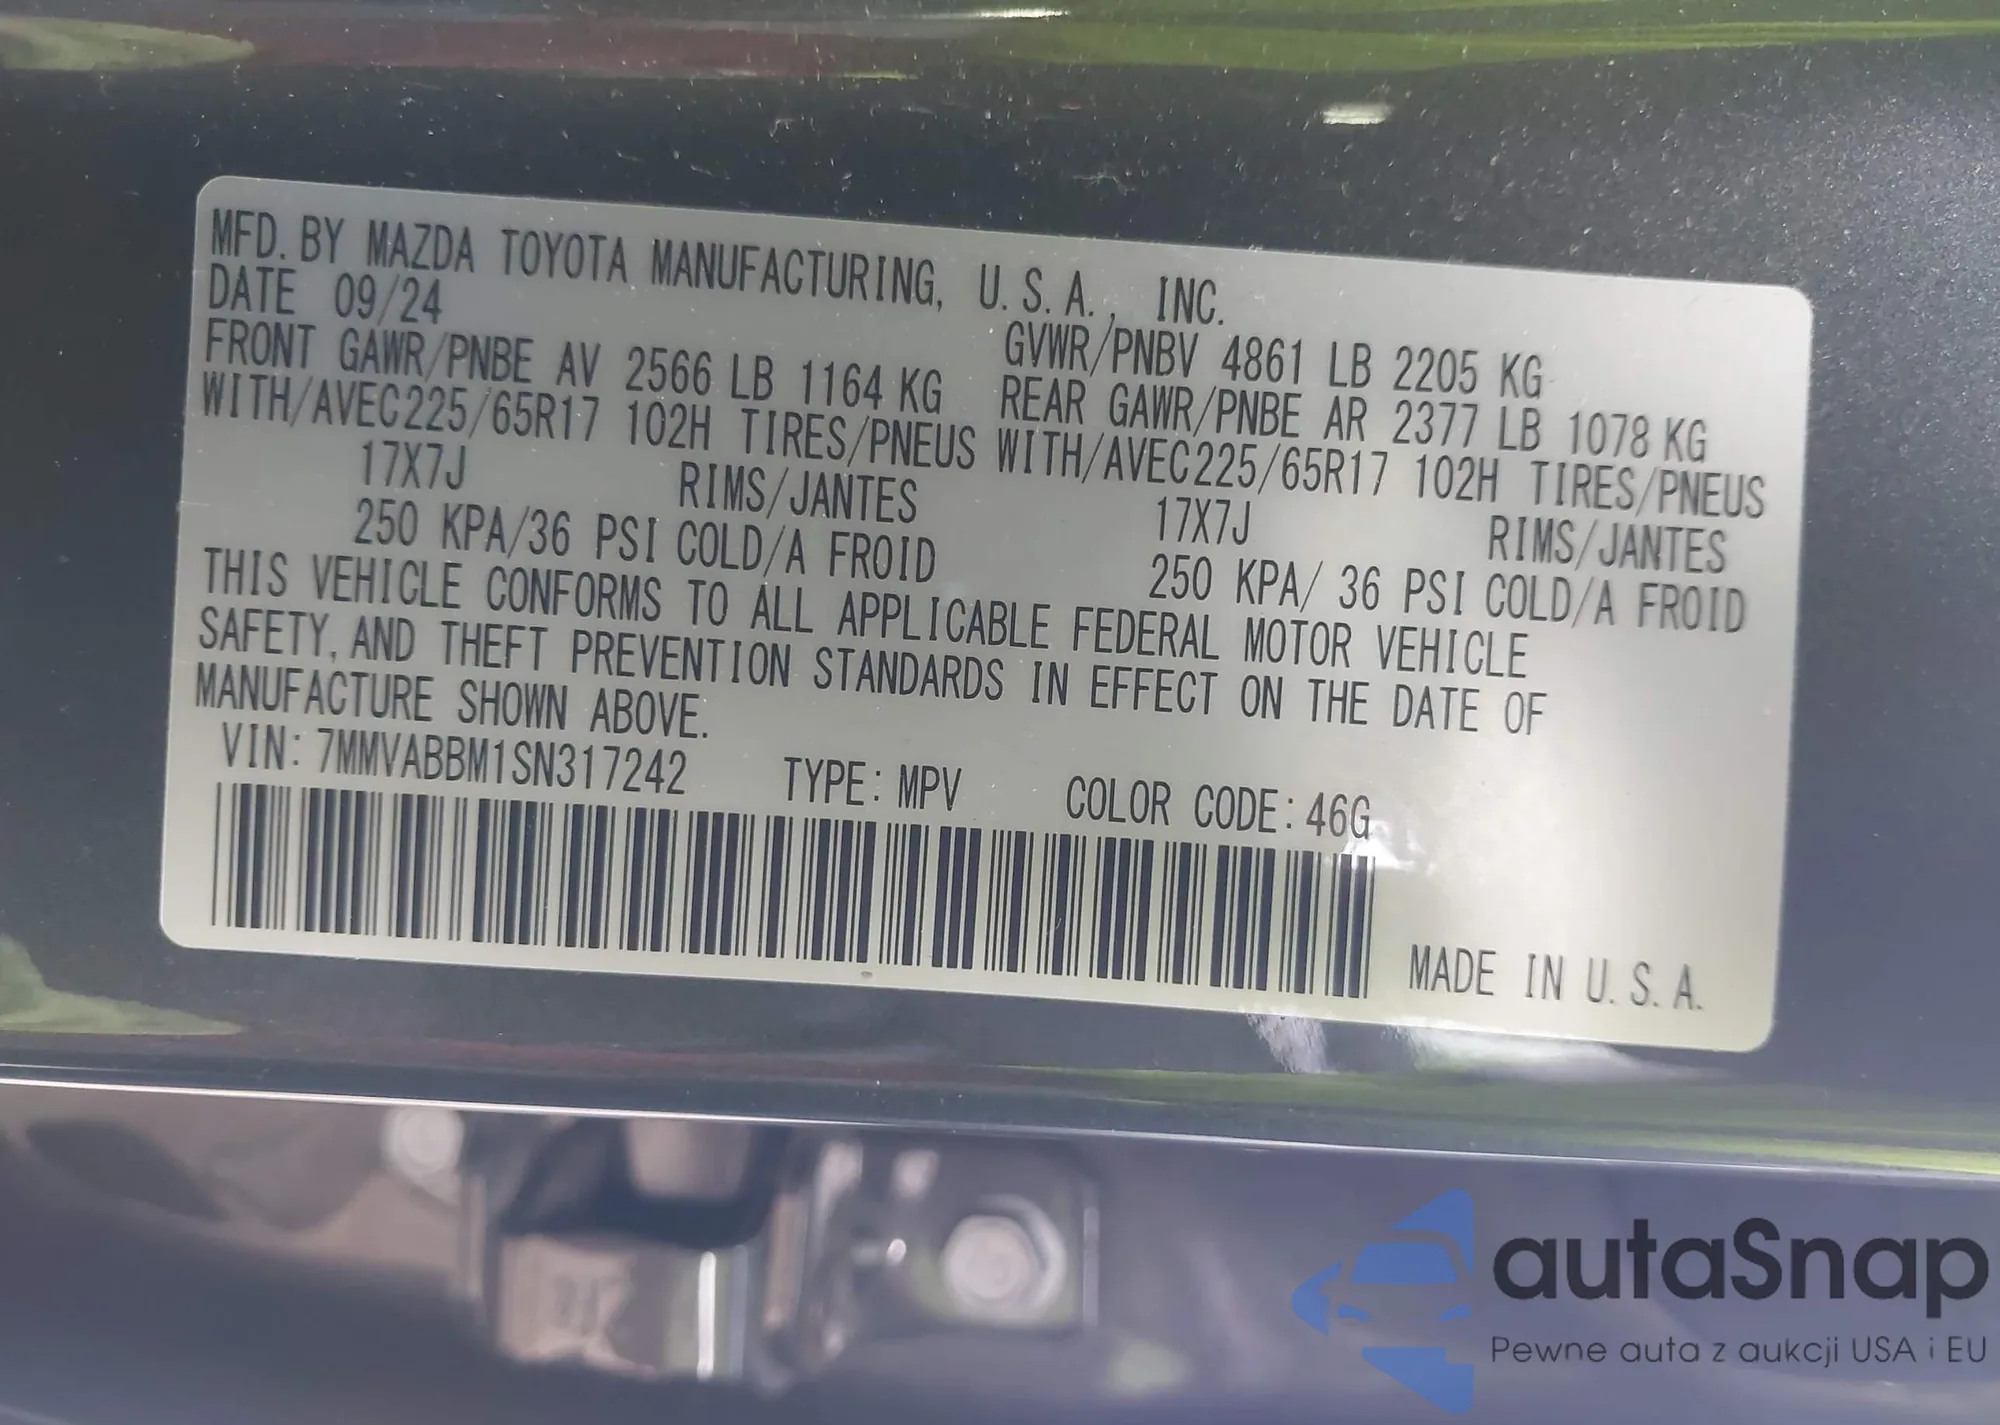 MFD. BY MAZDA TOYOTA MANUFACTURING, U.S.A., INC.
DATE 09/24 GVWR/PNBV 4861 LB 2205 KG
FRONT GAWR/PNBE AV 2566 LB 1164 KG REAR GAWR/PNBE AR 2377 LB 1078 KG
WITH/AVEC225/65R17 102H TIRES/PNEUS WITH/AVEC225/65R17 102H TIRES/PNEUS
17X7J RIMS/JANTES 17X7J RIMS/JANTES
250 KPA/36 PSI COLD/A FROID 250 KPA/ 36 PSI COLD/A FROID
THIS VEHICLE CONFORMS TO ALL APPLICABLE FEDERAL MOTOR VEHICLE
SAFETY, AND THEFT PREVENTION STANDARDS IN EFFECT ON THE DATE OF
MANUFACTURE SHOWN ABOVE.
VIN: 7MMVABBM1SN317242 TYPE: MPV COLOR CODE: 46G
MADE IN U.S.A.
autaSnap
Pewne auta z aukcji USA i EU